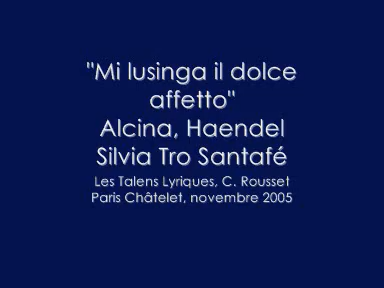 "Mi lusinga il dolce
affetto"
Alcina, Haendel
Silvia Tro Santafé
Les Talens Lyriques, C. Rousset
Paris Châtelet, novembre 2005